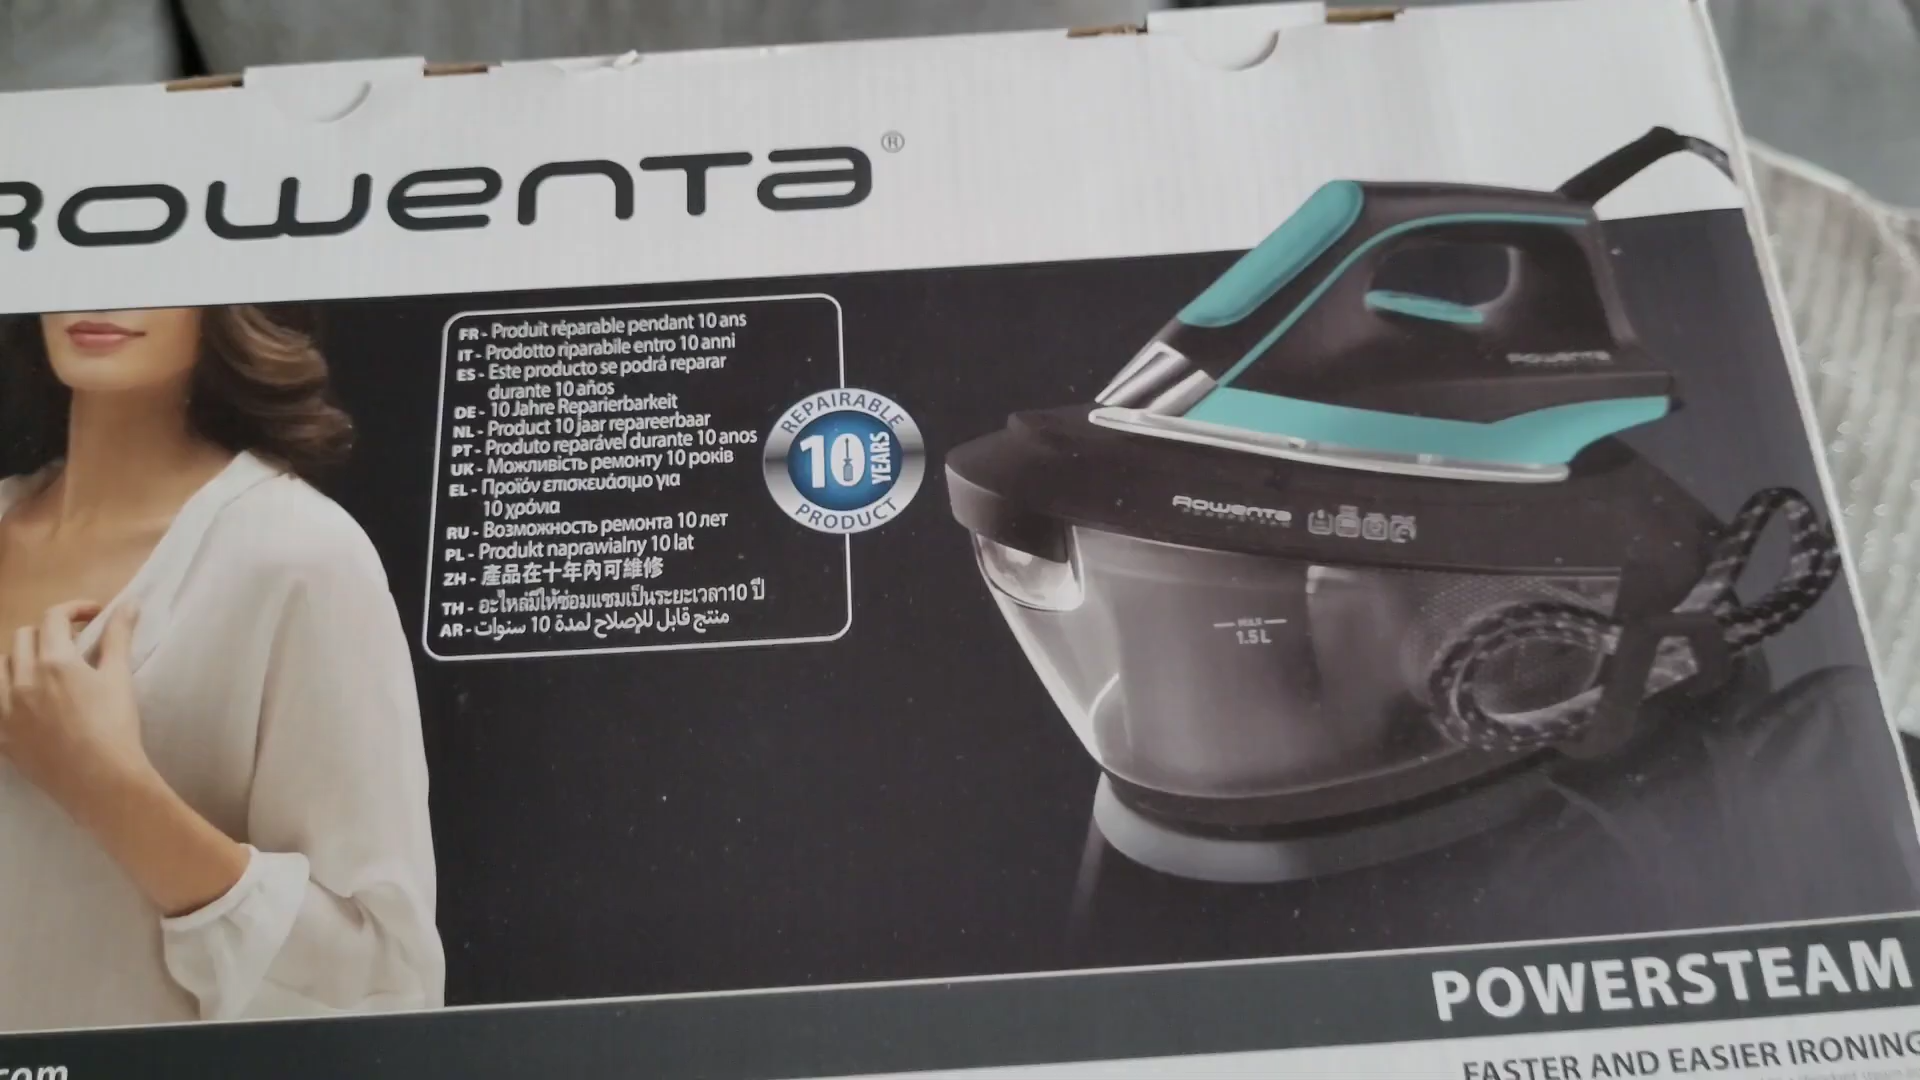 ROWENTA®
FR - Produit réparable pendant 10 ans
IT - Prodotto riparabile entro 10 anni
ES - Este producto se podrá reparar
durante 10 años
DE - 10 Jahre Reparierbarkeit
NL - Product 10 jaar repareerbaar
PT - Produto reparável durante 10 anos
UK - Можливість ремонту 10 років
EL - Προϊόν επισκευάσιμο για
10 χρόνια
RU - Возможность ремонта 10 лет
PL - Produkt naprawialny 10 lat
ZH - 產品在十年內可維修
TH - อะไหล่มีให้ซ่อมแซมเป็นระยะเวลา10 ปี
AR - منتج قابل للإصلاح لمدة 10 سنوات
REPAIRABLE
10 YEARS
PRODUCT
ROWENTA
ROWENTA
POWERSTEAM
MAX
1.5 L
POWERSTEAM
.com
FASTER AND EASIER IRONING